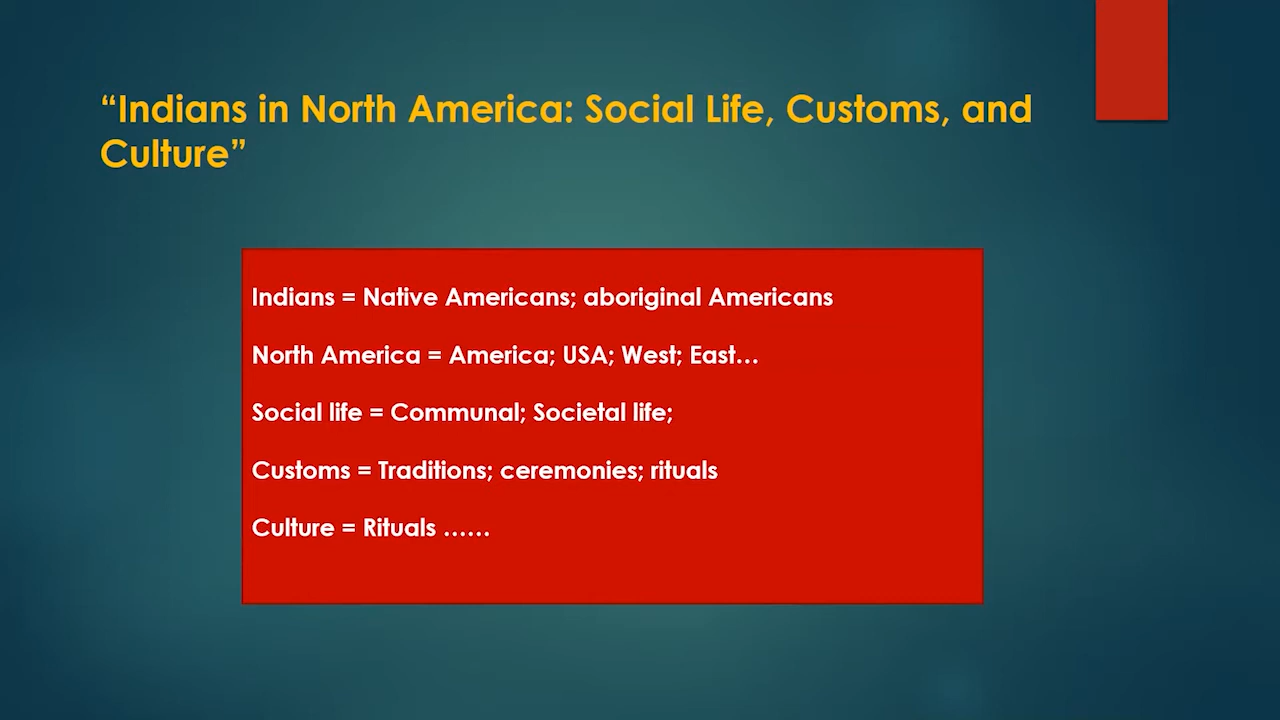 “Indians in North America: Social Life, Customs, and
Culture”
Indians = Native Americans; aboriginal Americans
North America = America; USA; West; East…
Social life = Communal; Societal life;
Customs = Traditions; ceremonies; rituals
Culture = Rituals ……